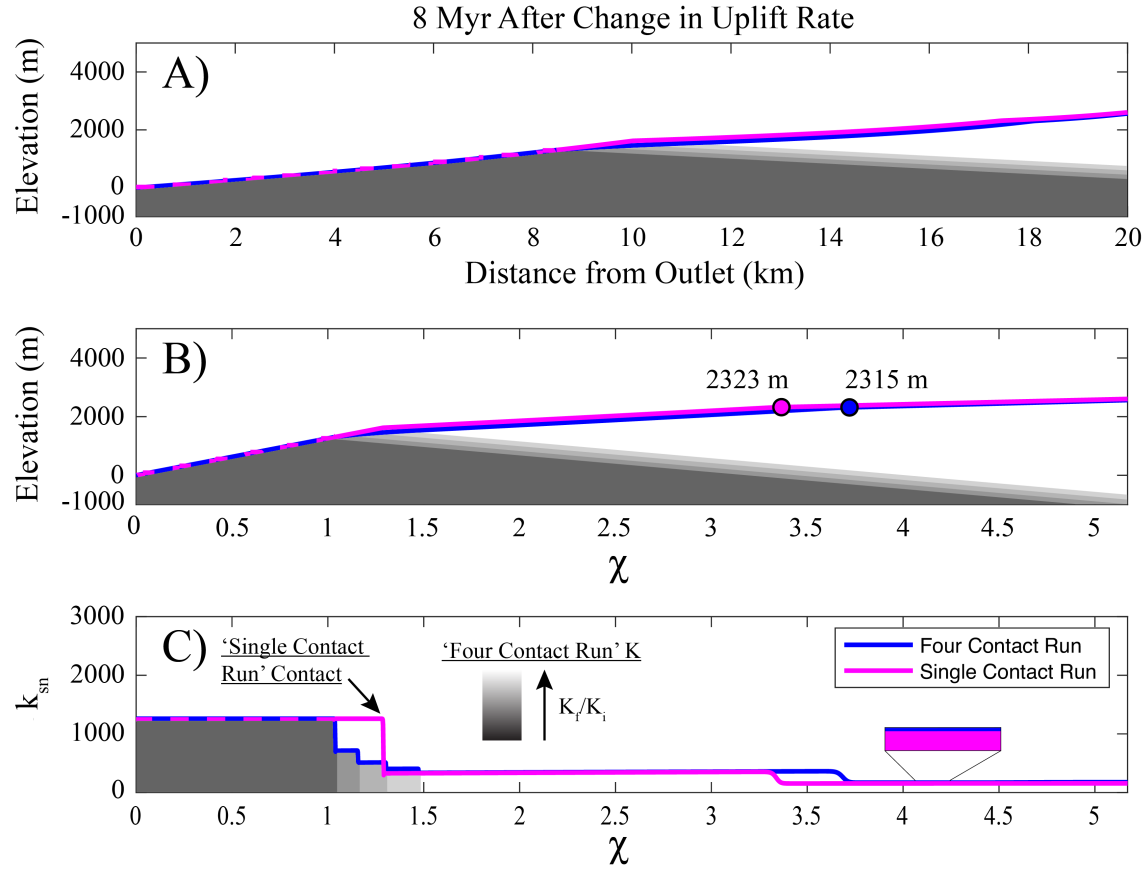 8 Myr After Change in Uplift Rate
A)
Elevation (m)
4000
2000
0
-1000
0 2 4 6 8 10 12 14 16 18 20
Distance from Outlet (km)
B)
Elevation (m)
4000
2000
0
-1000
2323 m 2315 m
0 0.5 1 1.5 2 2.5 3 3.5 4 4.5 5
χ
C)
k_sn
3000
2000
1000
0
'Single Contact
Run' Contact
'Four Contact Run' K
K_f/K_i
Four Contact Run
Single Contact Run
0 0.5 1 1.5 2 2.5 3 3.5 4 4.5 5
χ